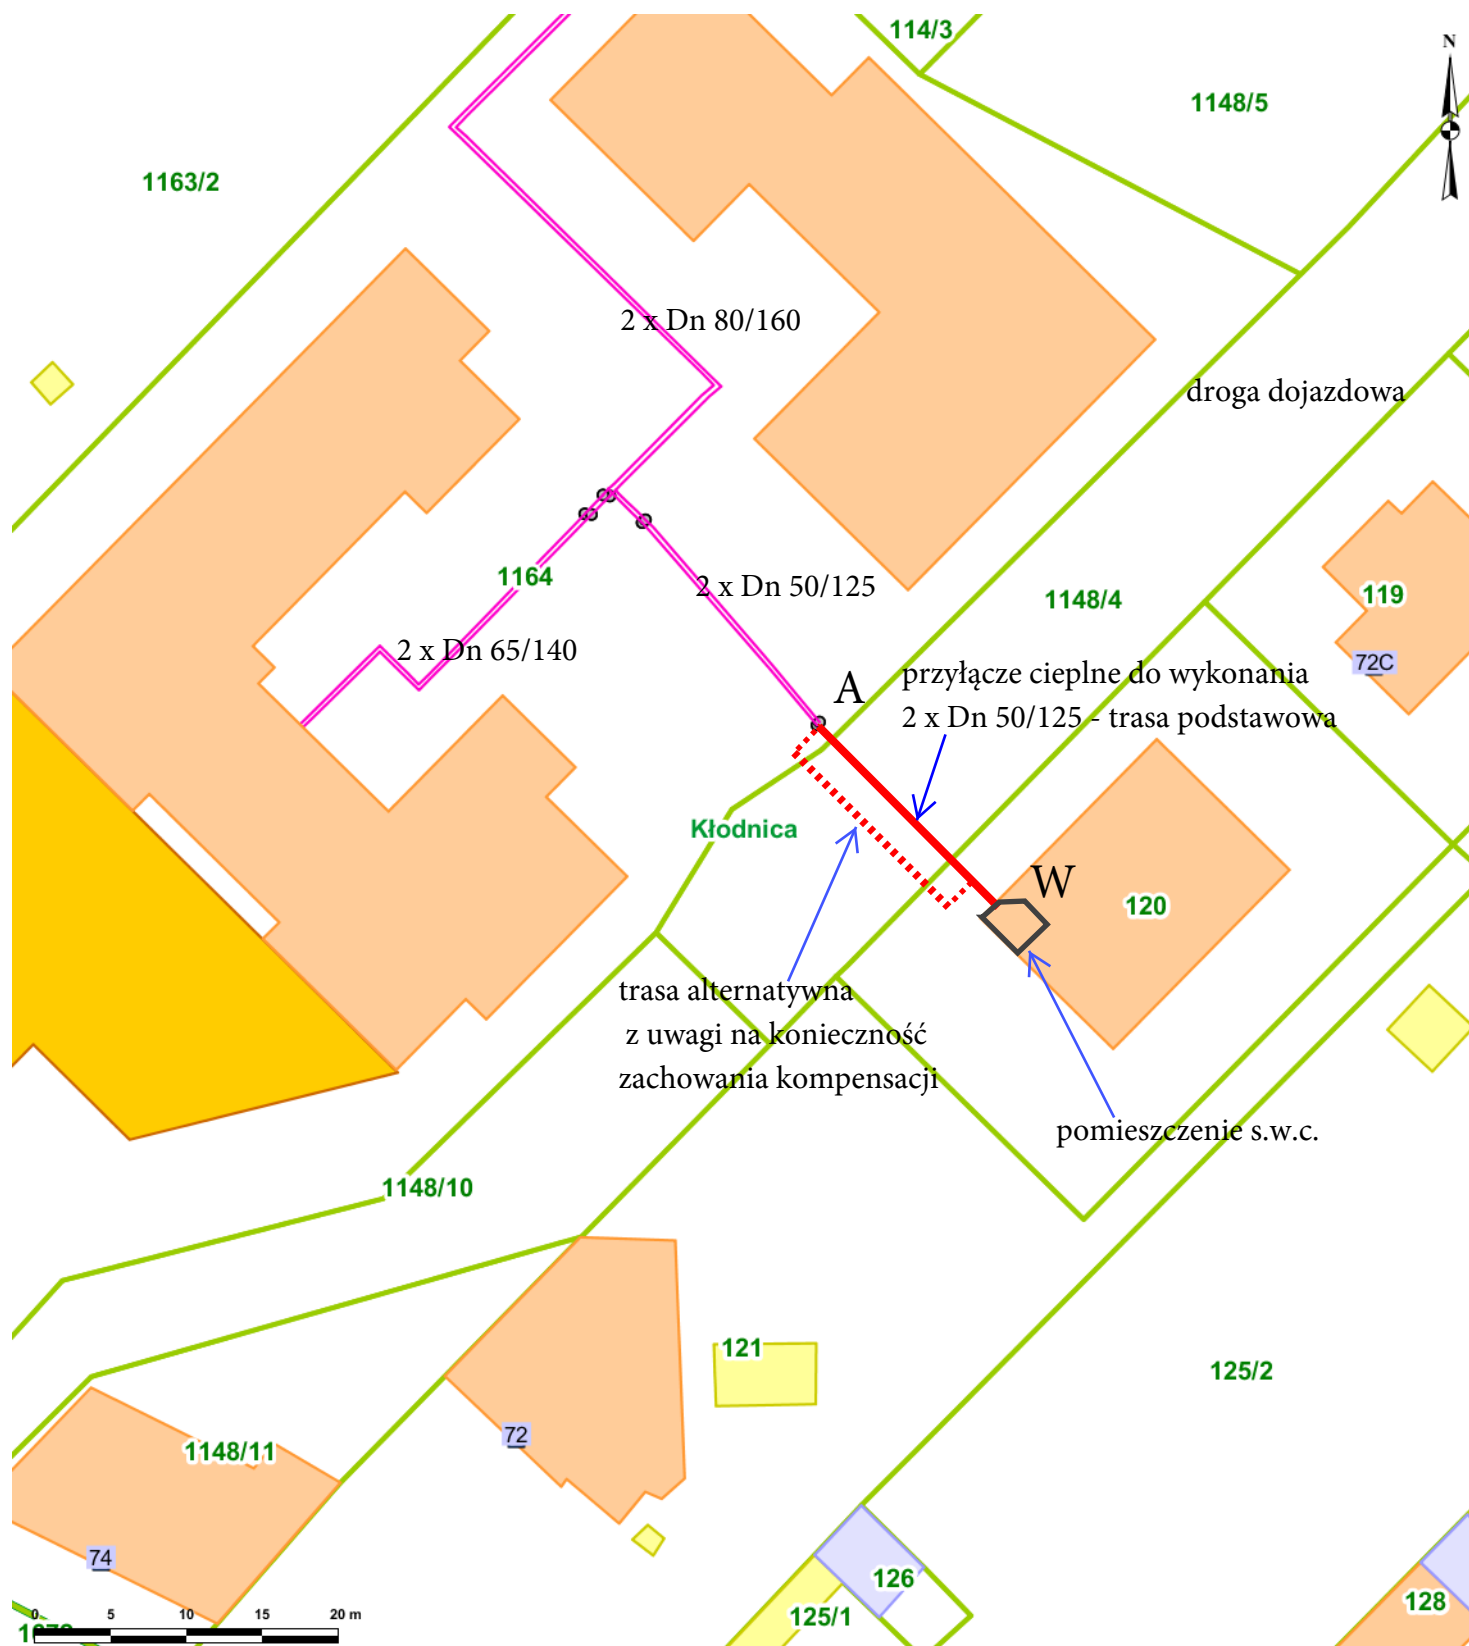 114/3
N
1148/5
1163/2
2 x Dn 80/160
droga dojazdowa
1164
2 x Dn 50/125
1148/4
119
2 x Dn 65/140
72C
A
przyłącze cieplne do wykonania
2 x Dn 50/125 - trasa podstawowa
Kłodnica
W
120
trasa alternatywna
z uwagi na konieczność
zachowania kompensacji
pomieszczenie s.w.c.
1148/10
121
125/2
72
1148/11
74
126
128
125/1
0 5 10 15 20 m